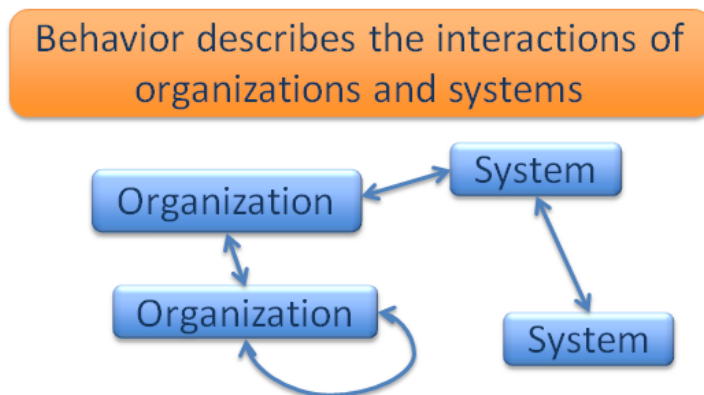 Behavior describes the interactions of
organizations and systems
System
Organization
Organization
System